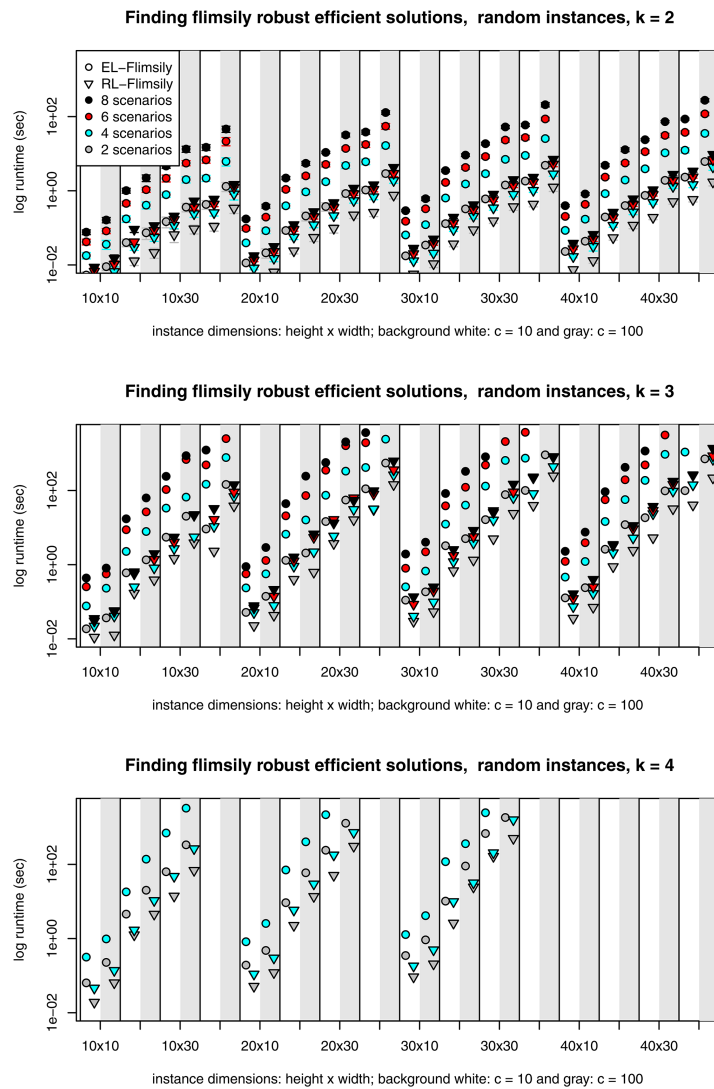 Finding flimsily robust efficient solutions, random instances, k = 2
log runtime (sec)
1e+02
1e+00
1e−02
EL−Flimsily
RL−Flimsily
8 scenarios
6 scenarios
4 scenarios
2 scenarios
10x10 10x30 20x10 20x30 30x10 30x30 40x10 40x30
instance dimensions: height x width; background white: c = 10 and gray: c = 100
Finding flimsily robust efficient solutions, random instances, k = 3
log runtime (sec)
1e+02
1e+00
1e−02
10x10 10x30 20x10 20x30 30x10 30x30 40x10 40x30
instance dimensions: height x width; background white: c = 10 and gray: c = 100
Finding flimsily robust efficient solutions, random instances, k = 4
log runtime (sec)
1e+02
1e+00
1e−02
10x10 10x30 20x10 20x30 30x10 30x30 40x10 40x30
instance dimensions: height x width; background white: c = 10 and gray: c = 100